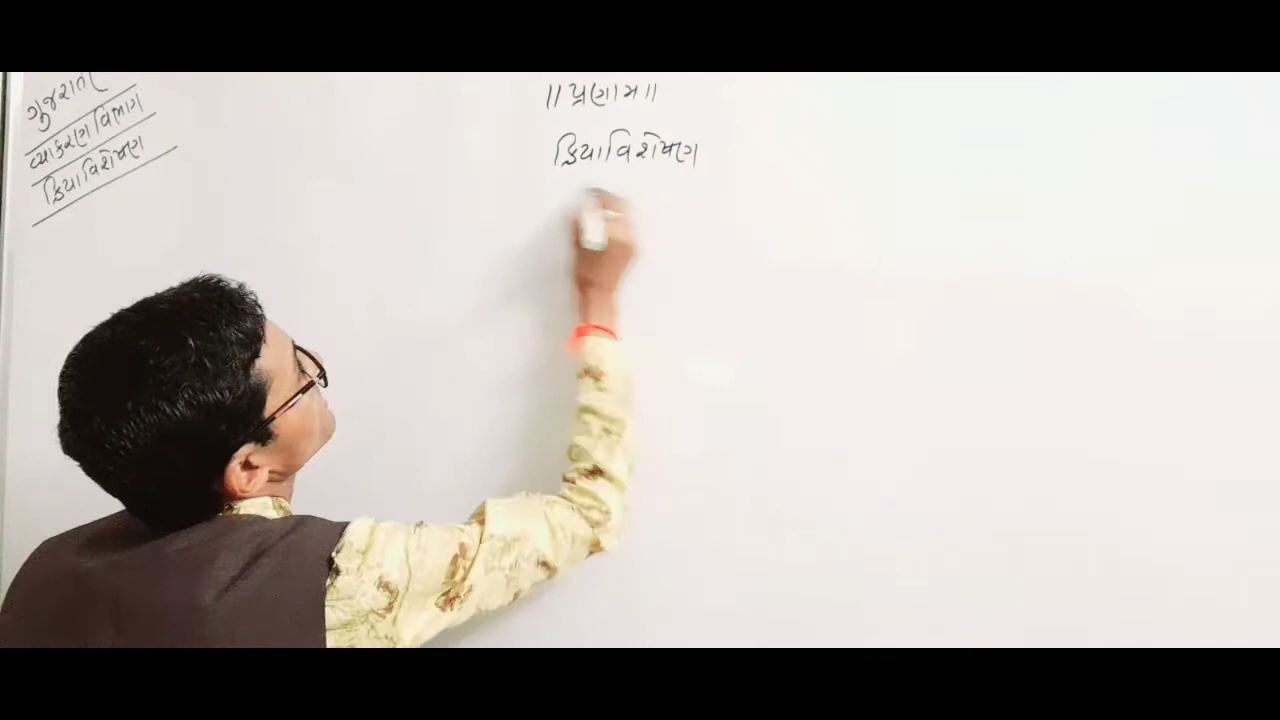 ગુજરાતી
વ્યાકરણ વિભાગ
ક્રિયાવિશેષણ
।। પ્રણામ ।।
ક્રિયાવિશેષણ